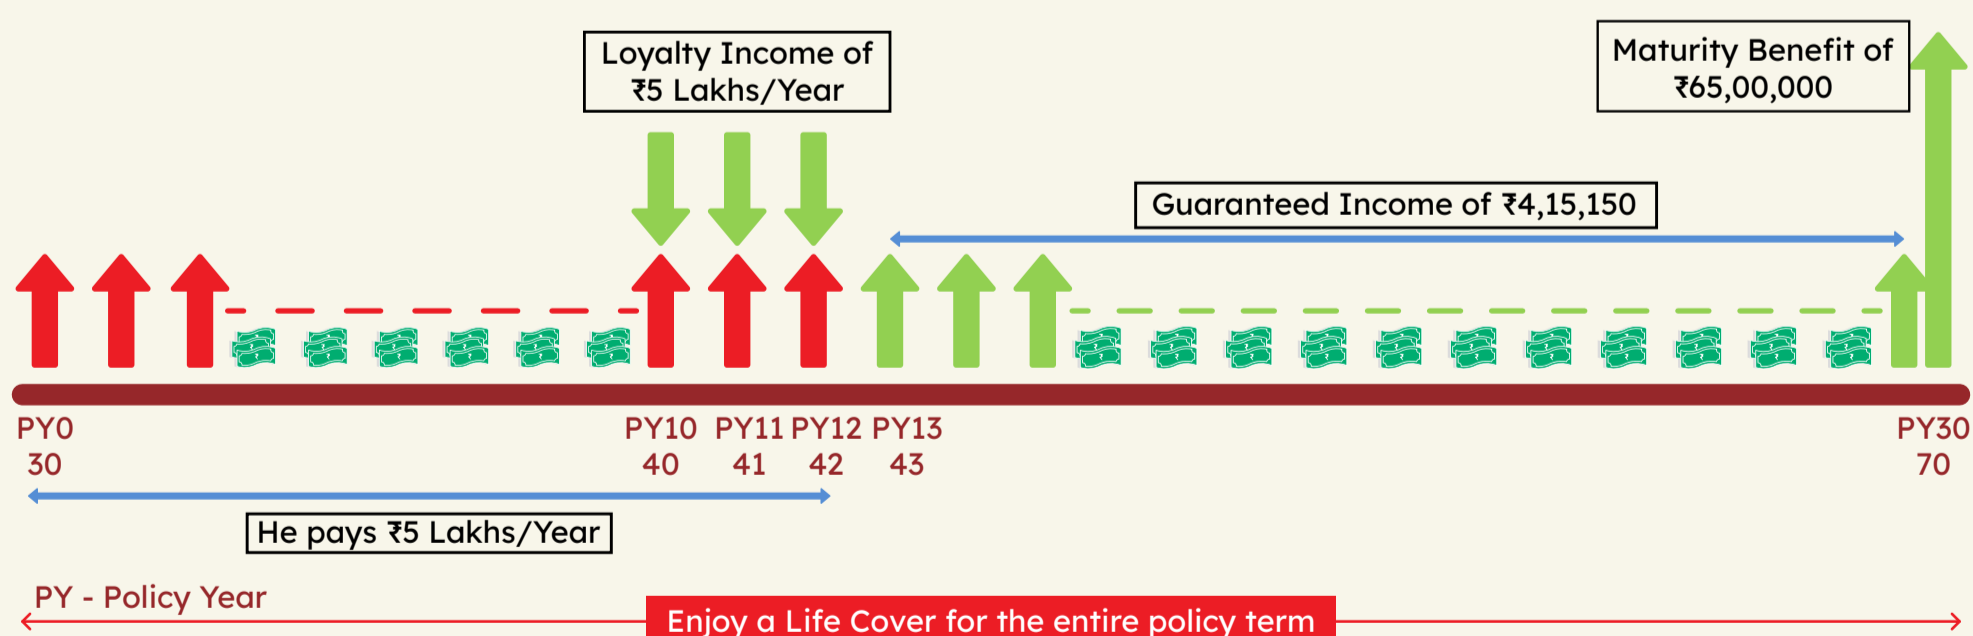 Loyalty Income of
₹5 Lakhs/Year
Maturity Benefit of
₹65,00,000
Guaranteed Income of ₹4,15,150
PY0 PY10 PY11 PY12 PY13 PY30
30 40 41 42 43 70
He pays ₹5 Lakhs/Year
PY - Policy Year
Enjoy a Life Cover for the entire policy term